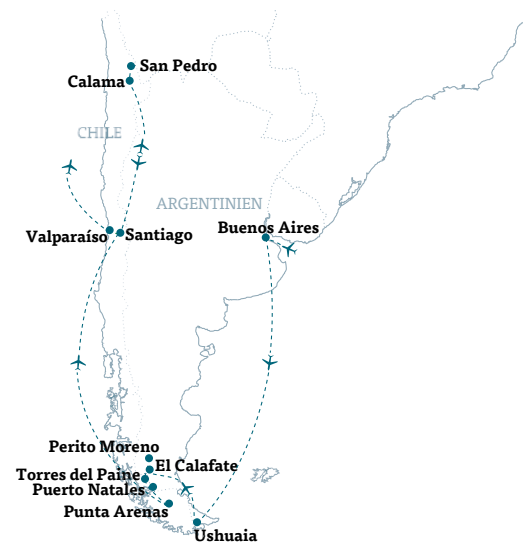 San Pedro
Calama
CHILE
ARGENTINIEN
Buenos Aires
Valparaíso
Santiago
Perito Moreno
El Calafate
Torres del Paine
Puerto Natales
Punta Arenas
Ushuaia